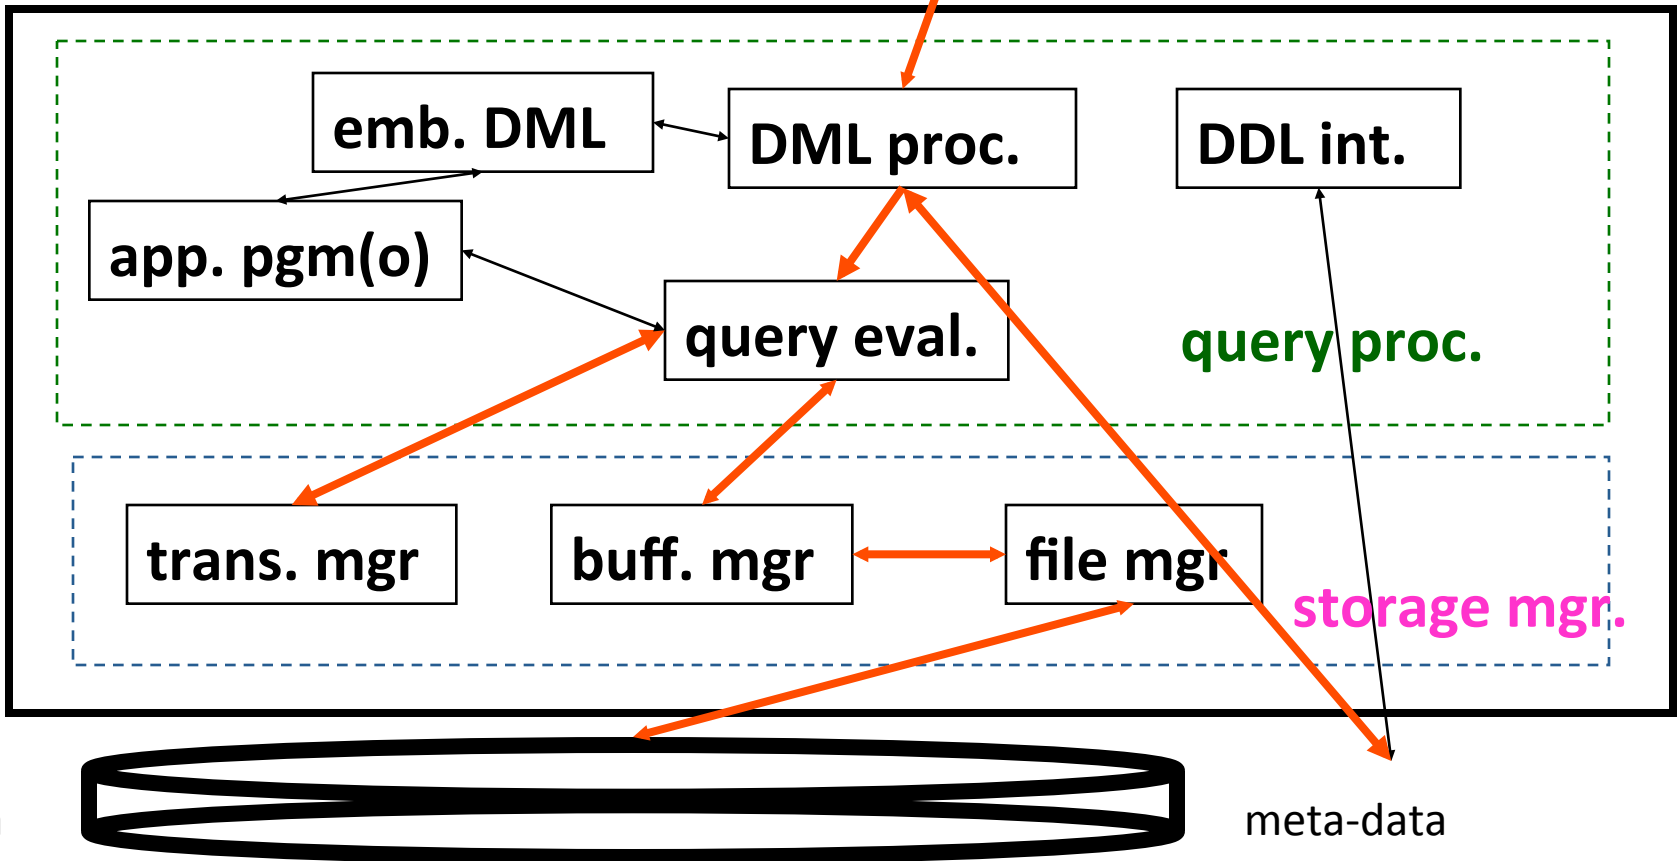 emb. DML
DML proc.
DDL int.
app. pgm(o)
query eval.
query proc.
trans. mgr
buff. mgr
file mgr
storage mgr.
meta-data